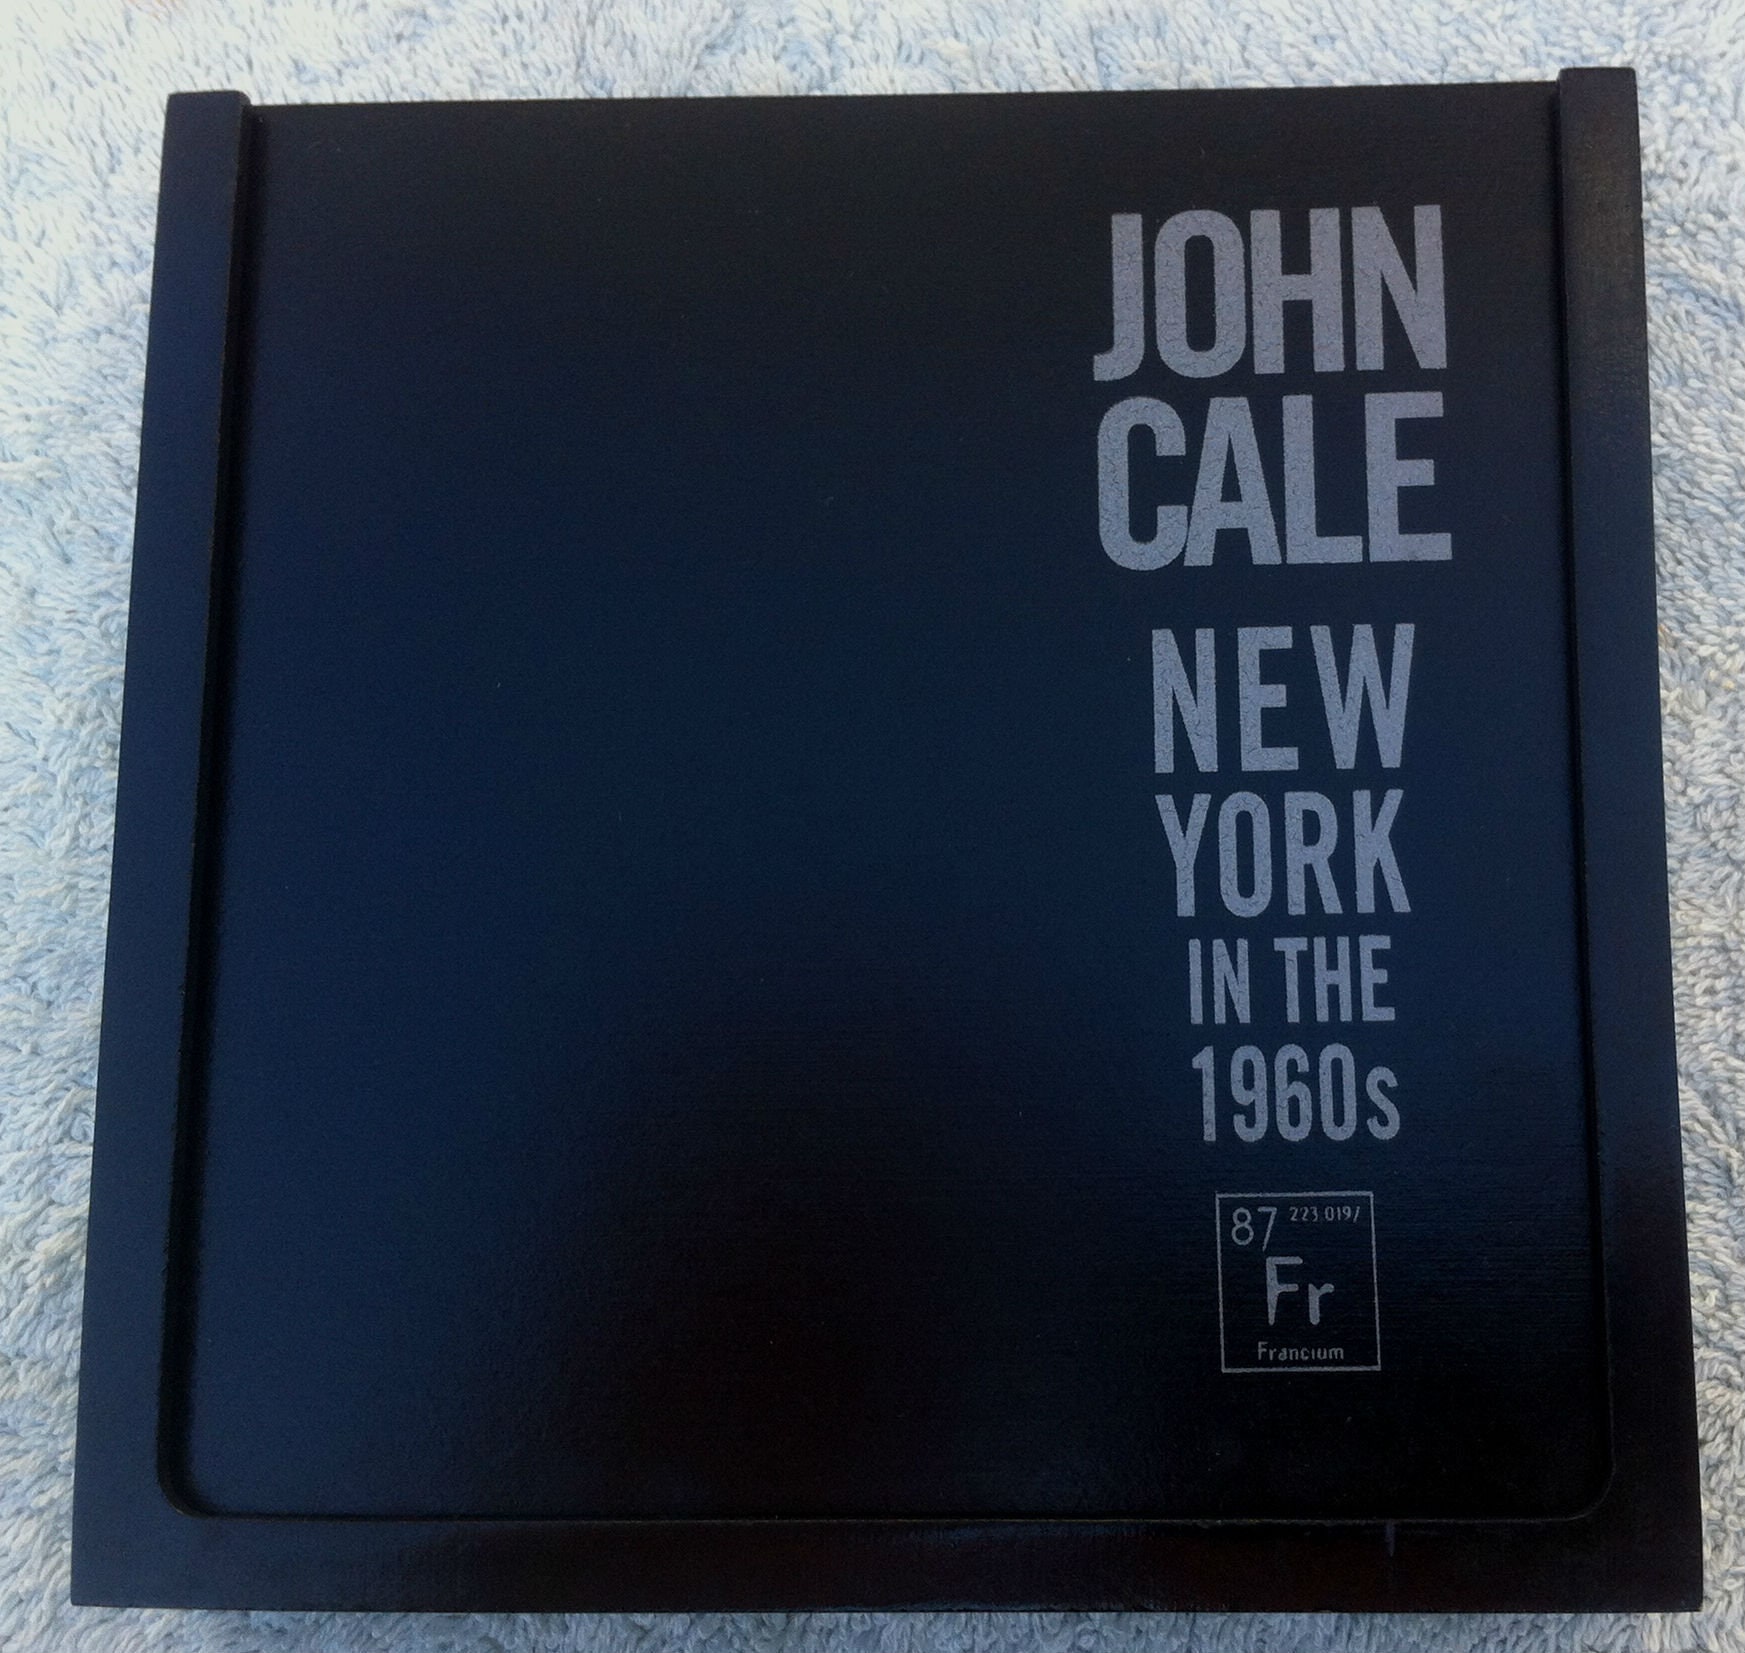 JOHN
CALE
NEW
YORK
IN THE
1960s
87 223.0197
Fr
Francium